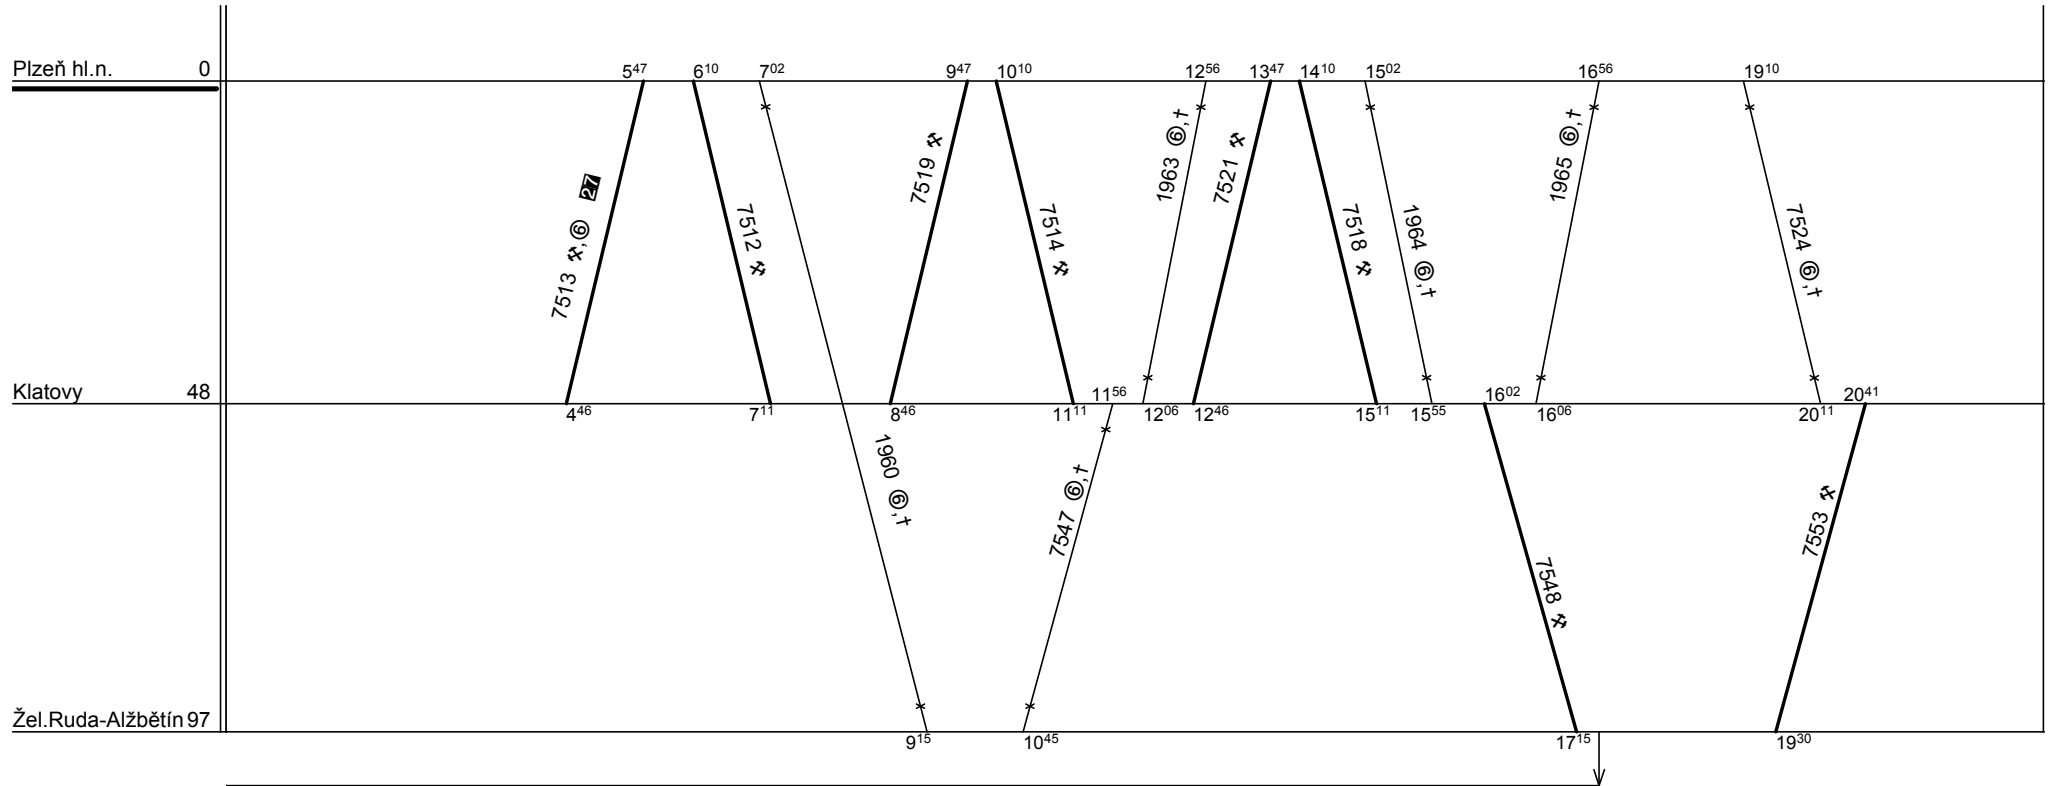 Plzeň hl.n. 0
5⁴⁷ 6¹⁰ 7⁰² 9⁴⁷ 10¹⁰ 12⁵⁶ 13⁴⁷ 14¹⁰ 15⁰² 16⁵⁶ 19¹⁰
7513 ⚒,⑥ 27
7512 ⚒
7519 ⚒
7514 ⚒
1963 ⑥,†
7521 ⚒
7518 ⚒
1964 ⑥,†
1965 ⑥,†
7524 ⑥,†
Klatovy 48
11⁵⁶ 16⁰² 20⁴¹
4⁴⁶ 7¹¹ 8⁴⁶ 11¹¹ 12⁰⁶ 12⁴⁶ 15¹¹ 15⁵⁵ 16⁰⁶ 20¹¹
1960 ⑥,†
7547 ⑥,†
7548 ⚒
7553 ⚒
Žel.Ruda-Alžbětín 97
9¹⁵ 10⁴⁵ 17¹⁵ 19³⁰